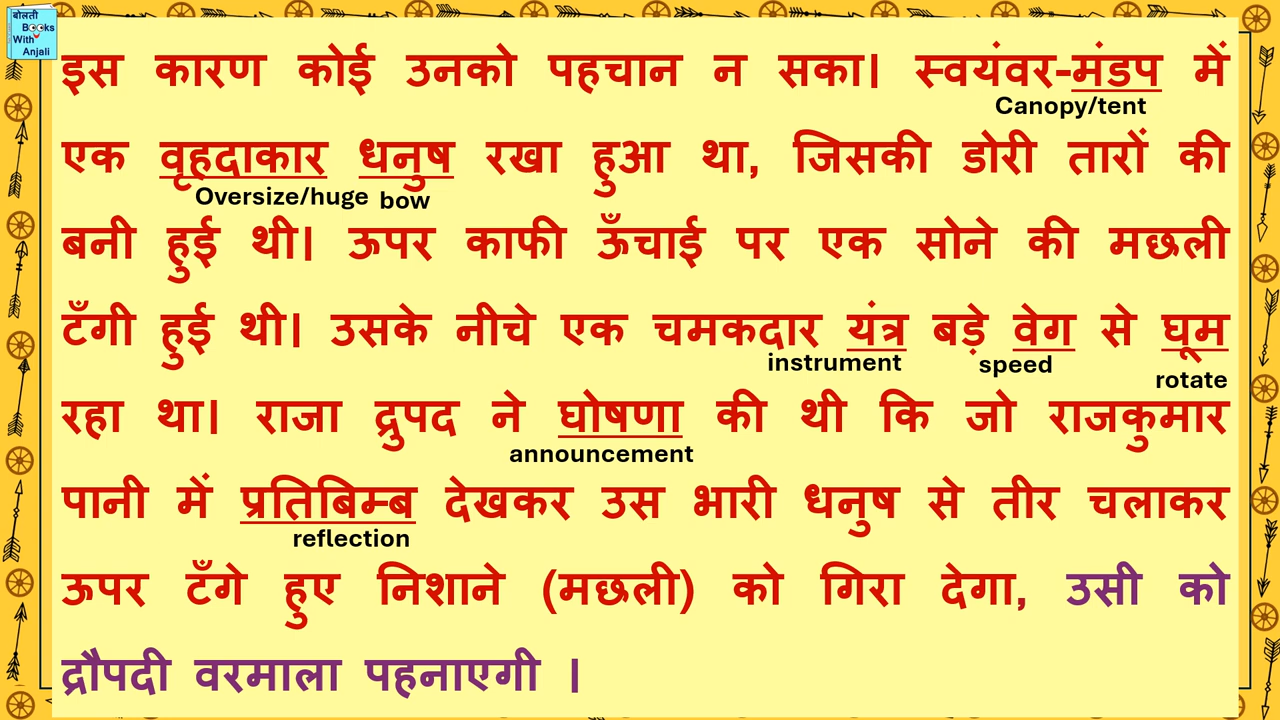 बोलती
Books
With
Anjali
इस कारण कोई उनको पहचान न सका। स्वयंवर-मंडप में
Canopy/tent
एक वृहदाकार धनुष रखा हुआ था, जिसकी डोरी तारों की
Oversize/huge bow
बनी हुई थी। ऊपर काफी ऊँचाई पर एक सोने की मछली
टँगी हुई थी। उसके नीचे एक चमकदार यंत्र बड़े वेग से घूम
instrument speed rotate
रहा था। राजा द्रुपद ने घोषणा की थी कि जो राजकुमार
announcement
पानी में प्रतिबिम्ब देखकर उस भारी धनुष से तीर चलाकर
reflection
ऊपर टँगे हुए निशाने (मछली) को गिरा देगा, उसी को
द्रौपदी वरमाला पहनाएगी ।